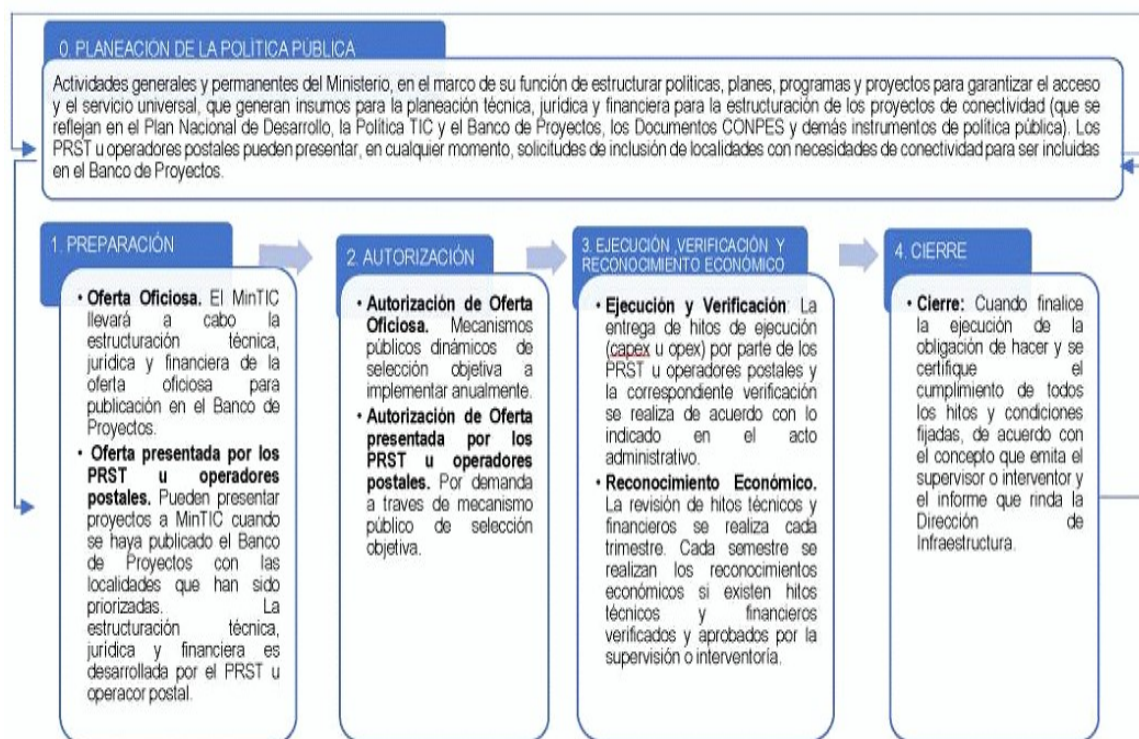 0. PLANEACIÓN DE LA POLÍTICA PÚBLICA
Actividades generales y permanentes del Ministerio, en el marco de su función de estructurar políticas, planes, programas y proyectos para garantizar el acceso
y el servicio universal, que generan insumos para la planeación técnica, jurídica y financiera para la estructuración de los proyectos de conectividad (que se
reflejan en el Plan Nacional de Desarrollo, la Política TIC y el Banco de Proyectos, los Documentos CONPES y demás instrumentos de política pública). Los
PRST u operadores postales pueden presentar, en cualquier momento, solicitudes de inclusión de localidades con necesidades de conectividad para ser incluidas
en el Banco de Proyectos.
1. PREPARACIÓN
• Oferta Oficiosa. El MinTIC
llevará a cabo la
estructuración técnica,
jurídica y financiera de la
oferta oficiosa para
publicación en el Banco de
Proyectos.
• Oferta presentada por los
PRST u operadores
postales. Pueden presentar
proyectos a MinTIC cuando
se haya publicado el Banco
de Proyectos con las
localidades que han sido
priorizadas. La
estructuración técnica,
jurídica y financiera es
desarrollada por el PRST u
operacor postal.
2. AUTORIZACIÓN
• Autorización de Oferta
Oficiosa. Mecanismos
públicos dinámicos de
selección objetiva a
implementar anualmente.
• Autorización de Oferta
presentada por los
PRST u operadores
postales. Por demanda
a traves de mecanismo
público de selección
objetiva.
3. EJECUCIÓN ,VERIFICACIÓN Y
RECONOCIMIENTO ECONÓMICO
• Ejecución y Verificación: La
entrega de hitos de ejecución
(capex u opex) por parte de los
PRST u operadores postales y
la correspondiente verificación
se realiza de acuerdo con lo
indicado en el acto
administrativo.
• Reconocimiento Económico.
La revisión de hitos técnicos y
financieros se realiza cada
trimestre. Cada semestre se
realizan los reconocimientos
económicos si existen hitos
técnicos y financieros
verificados y aprobados por la
supervisión o interventoría.
4. CIERRE
• Cierre: Cuando finalice
la ejecución de la
obligación de hacer y se
certifique el
cumplimiento de todos
los hitos y condiciones
fijadas, de acuerdo con
el concepto que emita el
supervisor o interventor y
el informe que rinda la
Dirección de
Infraestructura.